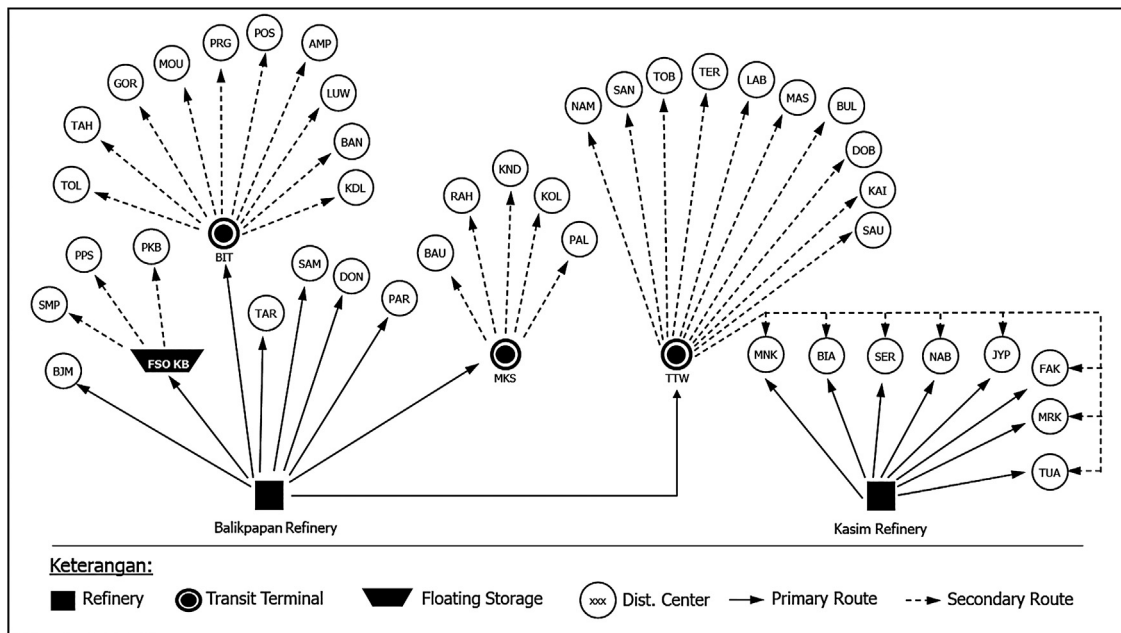 POS
PRG
AMP
MOU
GOR
LUW
TAH
BAN
TOL
KDL
BIT
TER
TOB
LAB
SAN
MAS
NAM
BUL
DOB
KAI
SAU
KND
RAH
KOL
PAL
BAU
MKS
TTW
PKB
PPS
SMP
FSO KB
BJM
SAM
DON
TAR
PAR
MNK
BIA
SER
NAB
JYP
FAK
MRK
TUA
Balikpapan Refinery
Kasim Refinery
Keterangan:
Refinery
Transit Terminal
Floating Storage
xxx Dist. Center
Primary Route
Secondary Route